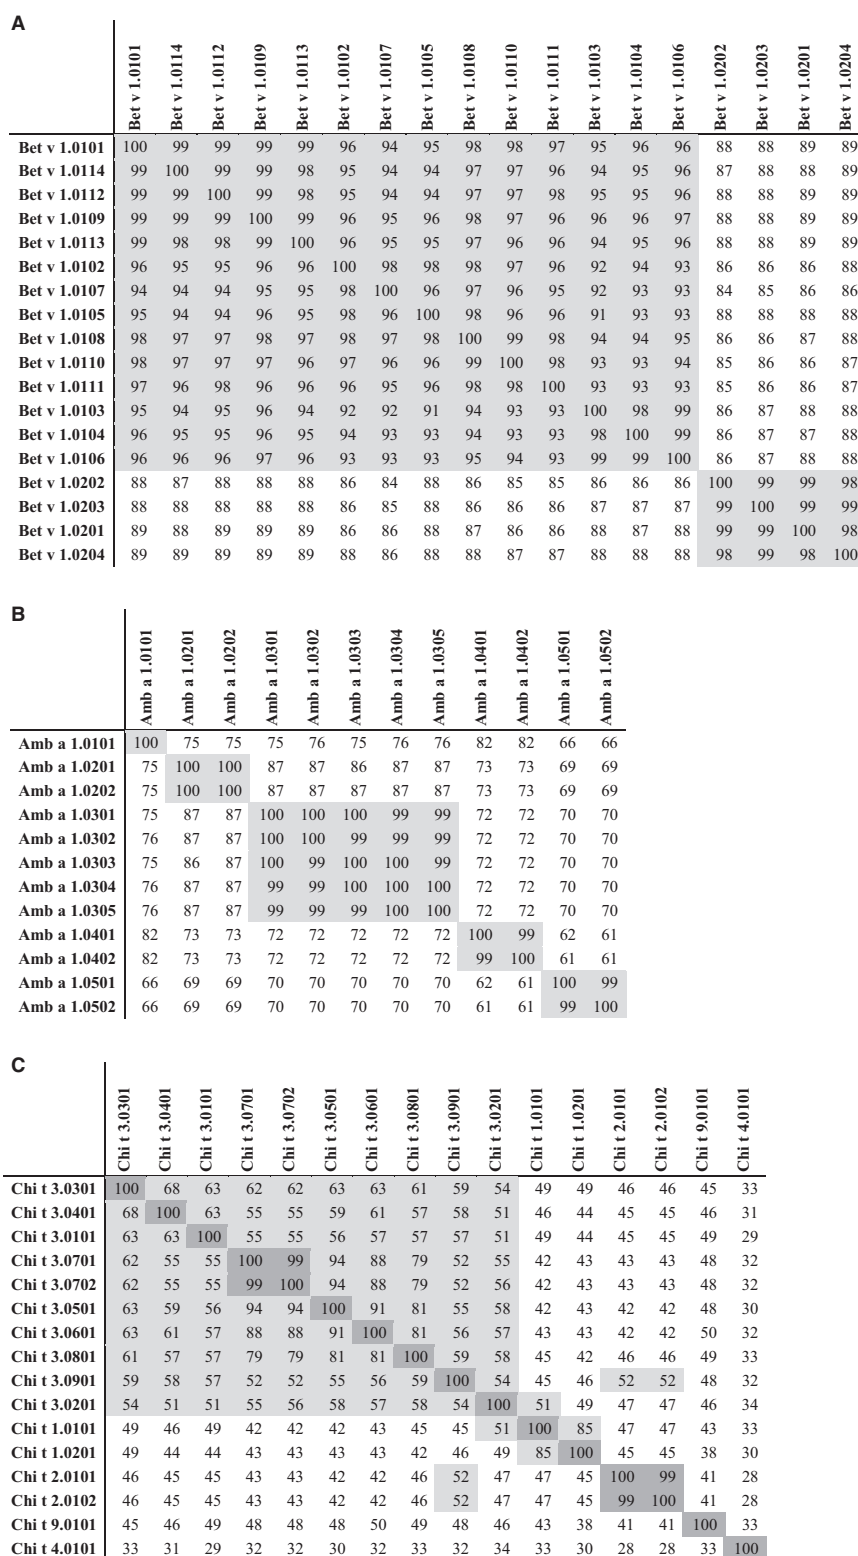 A
Bet v 1.0101 Bet v 1.0114 Bet v 1.0112 Bet v 1.0109 Bet v 1.0113 Bet v 1.0102 Bet v 1.0107 Bet v 1.0105 Bet v 1.0108 Bet v 1.0110 Bet v 1.0111 Bet v 1.0103 Bet v 1.0104 Bet v 1.0106 Bet v 1.0202 Bet v 1.0203 Bet v 1.0201 Bet v 1.0204
Bet v 1.0101 100 99 99 99 99 96 94 95 98 98 97 95 96 96 88 88 89 89
Bet v 1.0114 99 100 99 99 98 95 94 94 97 97 96 94 95 96 87 88 88 89
Bet v 1.0112 99 99 100 99 98 95 94 94 97 97 98 95 95 96 88 88 89 89
Bet v 1.0109 99 99 99 100 99 96 95 96 98 97 96 96 96 97 88 88 89 89
Bet v 1.0113 99 98 98 99 100 96 95 95 97 96 96 94 95 96 88 88 89 89
Bet v 1.0102 96 95 95 96 96 100 98 98 98 97 96 92 94 93 86 86 86 88
Bet v 1.0107 94 94 94 95 95 98 100 96 97 96 95 92 93 93 84 85 86 86
Bet v 1.0105 95 94 94 96 95 98 96 100 98 96 96 91 93 93 88 88 88 88
Bet v 1.0108 98 97 97 98 97 98 97 98 100 99 98 94 94 95 86 86 87 88
Bet v 1.0110 98 97 97 97 96 97 96 96 99 100 98 93 93 94 85 86 86 87
Bet v 1.0111 97 96 98 96 96 96 95 96 98 98 100 93 93 93 85 86 86 87
Bet v 1.0103 95 94 95 96 94 92 92 91 94 93 93 100 98 99 86 87 88 88
Bet v 1.0104 96 95 95 96 95 94 93 93 94 93 93 98 100 99 86 87 87 88
Bet v 1.0106 96 96 96 97 96 93 93 93 95 94 93 99 99 100 86 87 88 88
Bet v 1.0202 88 87 88 88 88 86 84 88 86 85 85 86 86 86 100 99 99 98
Bet v 1.0203 88 88 88 88 88 86 85 88 86 86 86 87 87 87 99 100 99 99
Bet v 1.0201 89 88 89 89 89 86 86 88 87 86 86 88 87 88 99 99 100 98
Bet v 1.0204 89 89 89 89 89 88 86 88 88 87 87 88 88 88 98 99 98 100
B
Amb a 1.0101 Amb a 1.0201 Amb a 1.0202 Amb a 1.0301 Amb a 1.0302 Amb a 1.0303 Amb a 1.0304 Amb a 1.0305 Amb a 1.0401 Amb a 1.0402 Amb a 1.0501 Amb a 1.0502
Amb a 1.0101 100 75 75 75 76 75 76 76 82 82 66 66
Amb a 1.0201 75 100 100 87 87 86 87 87 73 73 69 69
Amb a 1.0202 75 100 100 87 87 87 87 87 73 73 69 69
Amb a 1.0301 75 87 87 100 100 100 99 99 72 72 70 70
Amb a 1.0302 76 87 87 100 100 99 99 99 72 72 70 70
Amb a 1.0303 75 86 87 100 99 100 100 99 72 72 70 70
Amb a 1.0304 76 87 87 99 99 100 100 100 72 72 70 70
Amb a 1.0305 76 87 87 99 99 99 100 100 72 72 70 70
Amb a 1.0401 82 73 73 72 72 72 72 72 100 99 62 61
Amb a 1.0402 82 73 73 72 72 72 72 72 99 100 61 61
Amb a 1.0501 66 69 69 70 70 70 70 70 62 61 100 99
Amb a 1.0502 66 69 69 70 70 70 70 70 61 61 99 100
C
Chi t 3.0301 Chi t 3.0401 Chi t 3.0101 Chi t 3.0701 Chi t 3.0702 Chi t 3.0501 Chi t 3.0601 Chi t 3.0801 Chi t 3.0901 Chi t 3.0201 Chi t 1.0101 Chi t 1.0201 Chi t 2.0101 Chi t 2.0102 Chi t 9.0101 Chi t 4.0101
Chi t 3.0301 100 68 63 62 62 63 63 61 59 54 49 49 46 46 45 33
Chi t 3.0401 68 100 63 55 55 59 61 57 58 51 46 44 45 45 46 31
Chi t 3.0101 63 63 100 55 55 56 57 57 57 51 49 44 45 45 49 29
Chi t 3.0701 62 55 55 100 99 94 88 79 52 55 42 43 43 43 48 32
Chi t 3.0702 62 55 55 99 100 94 88 79 52 56 42 43 43 43 48 32
Chi t 3.0501 63 59 56 94 94 100 91 81 55 58 42 43 42 42 48 30
Chi t 3.0601 63 61 57 88 88 91 100 81 56 57 43 43 42 42 50 32
Chi t 3.0801 61 57 57 79 79 81 81 100 59 58 45 42 46 46 49 33
Chi t 3.0901 59 58 57 52 52 55 56 59 100 54 45 46 52 52 48 32
Chi t 3.0201 54 51 51 55 56 58 57 58 54 100 51 49 47 47 46 34
Chi t 1.0101 49 46 49 42 42 42 43 45 45 51 100 85 47 47 43 33
Chi t 1.0201 49 44 44 43 43 43 43 42 46 49 85 100 45 45 38 30
Chi t 2.0101 46 45 45 43 43 42 42 46 52 47 47 45 100 99 41 28
Chi t 2.0102 46 45 45 43 43 42 42 46 52 47 47 45 99 100 41 28
Chi t 9.0101 45 46 49 48 48 48 50 49 48 46 43 38 41 41 100 33
Chi t 4.0101 33 31 29 32 32 30 32 33 32 34 33 30 28 28 33 100